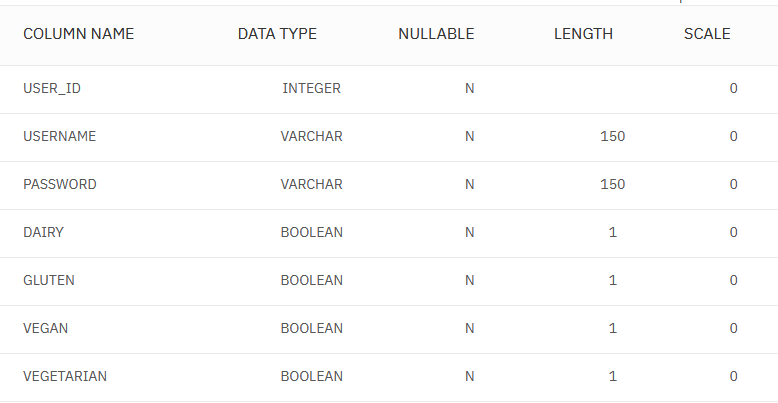 COLUMN NAME DATA TYPE NULLABLE LENGTH SCALE
USER_ID INTEGER N 0
USERNAME VARCHAR N 150 0
PASSWORD VARCHAR N 150 0
DAIRY BOOLEAN N 1 0
GLUTEN BOOLEAN N 1 0
VEGAN BOOLEAN N 1 0
VEGETARIAN BOOLEAN N 1 0